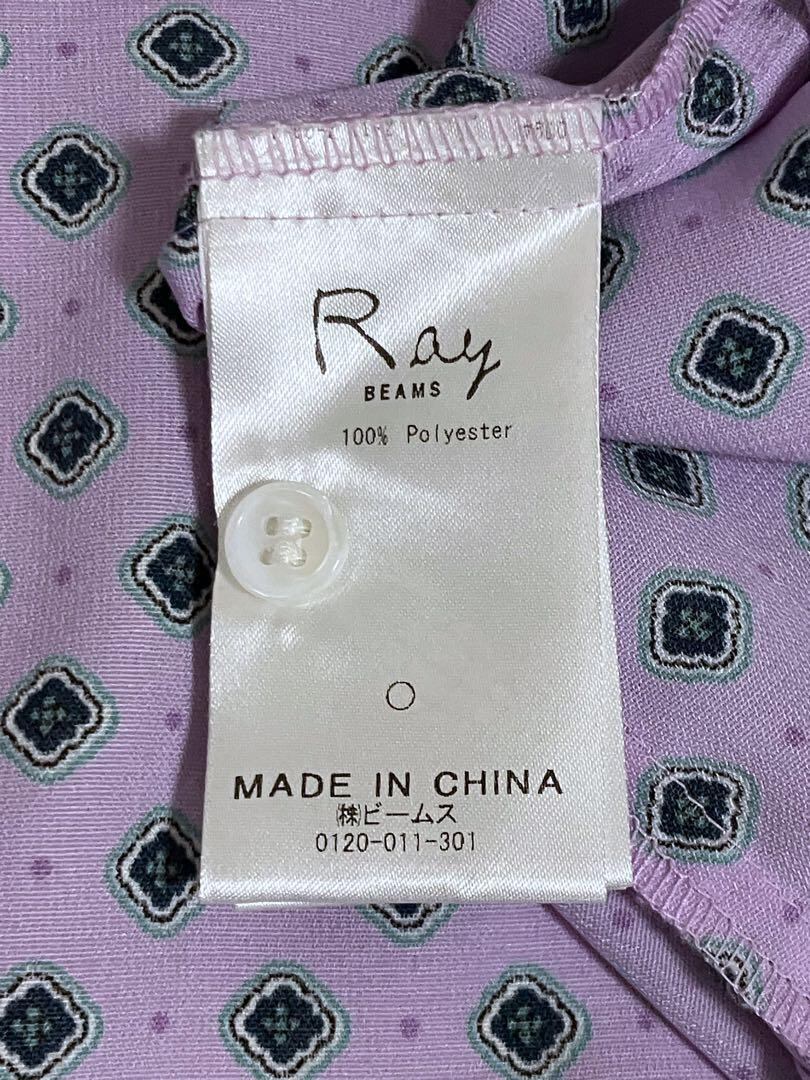 Ray
BEAMS
100% Polyester
MADE IN CHINA
㈱ビームス
0120-011-301